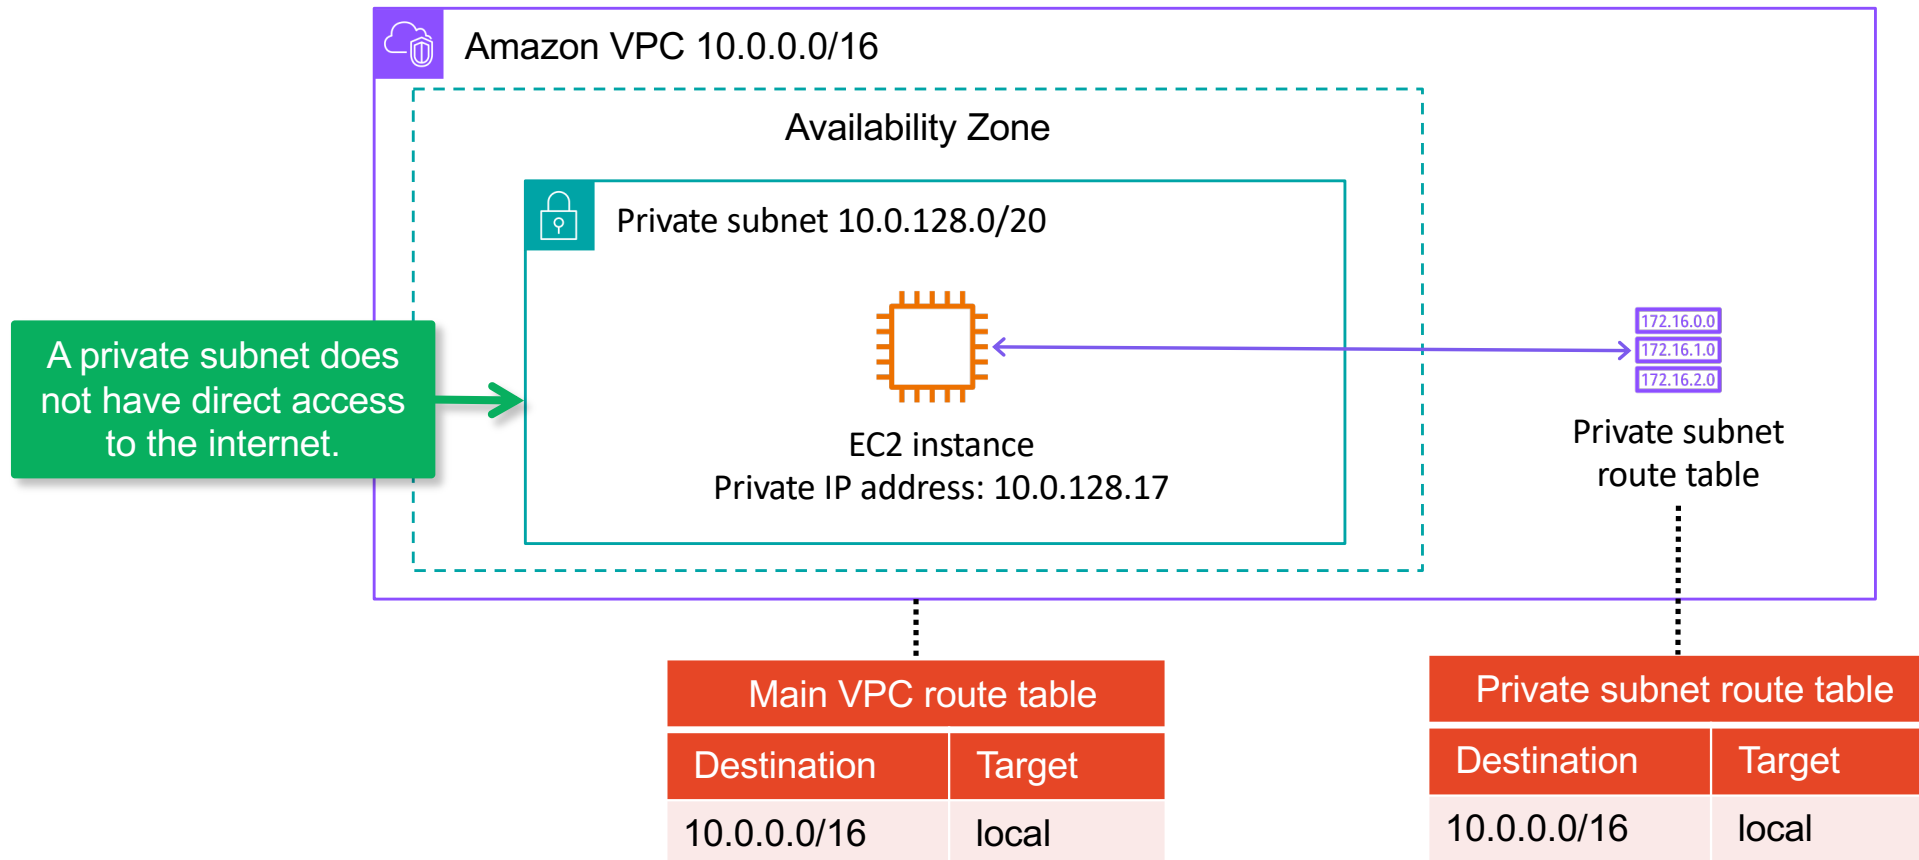 Amazon VPC 10.0.0.0/16
Availability Zone
Private subnet 10.0.128.0/20
A private subnet does
not have direct access
to the internet.
EC2 instance
Private IP address: 10.0.128.17
172.16.0.0
172.16.1.0
172.16.2.0
Private subnet
route table
Main VPC route table
Destination Target
10.0.0.0/16 local
Private subnet route table
Destination Target
10.0.0.0/16 local